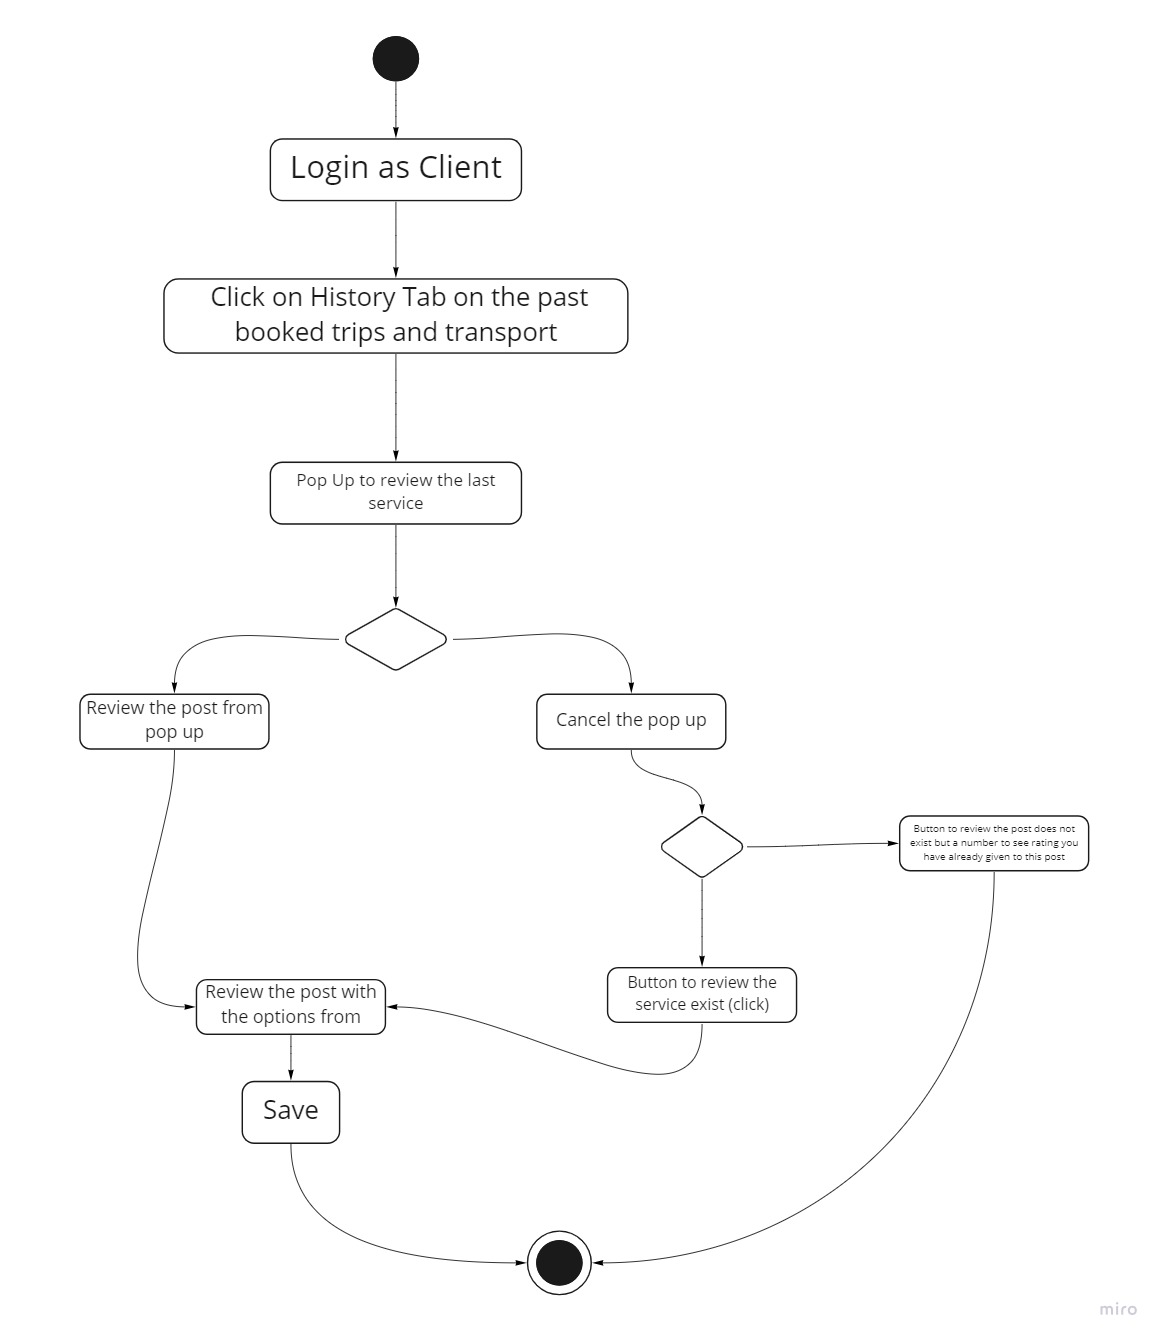 Login as Client
Click on History Tab on the past
booked trips and transport
Pop Up to review the last
service
Review the post from
pop up
Cancel the pop up
Button to review the post does not
exist but a number to see rating you
have already given to this post
Button to review the
service exist (click)
Review the post with
the options from
Save
miro